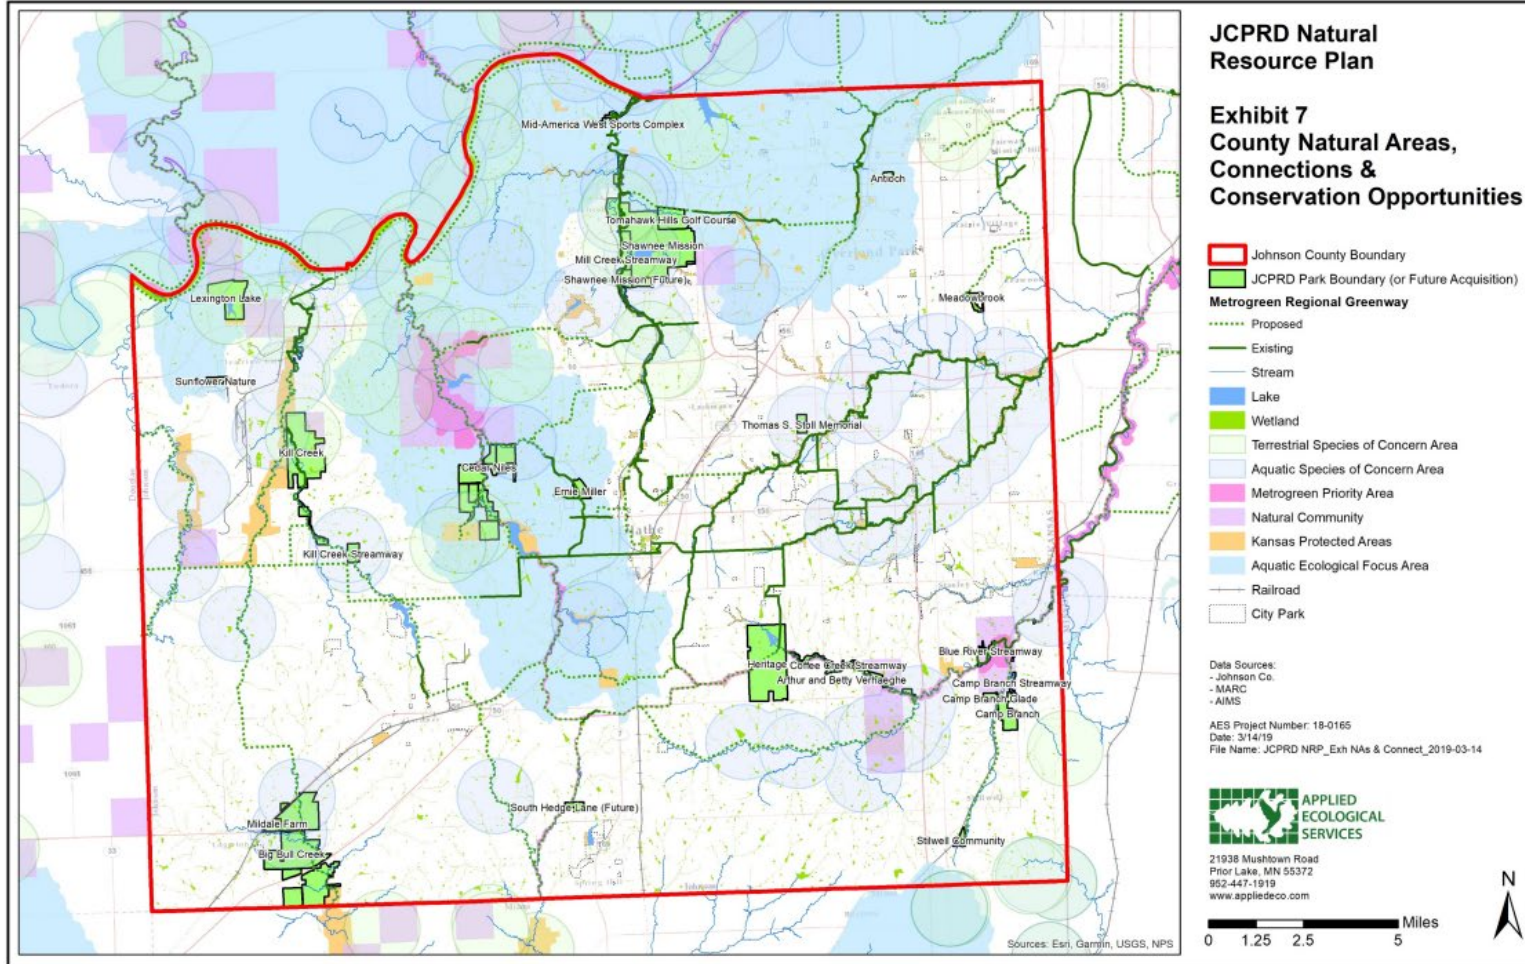 JCPRD Natural
Resource Plan
Exhibit 7
County Natural Areas,
Connections &
Conservation Opportunities
Johnson County Boundary
JCPRD Park Boundary (or Future Acquisition)
Metrogreen Regional Greenway
Proposed
Existing
Stream
Lake
Wetland
Terrestrial Species of Concern Area
Aquatic Species of Concern Area
Metrogreen Priority Area
Natural Community
Kansas Protected Areas
Aquatic Ecological Focus Area
Railroad
City Park
Data Sources:
- Johnson Co.
- MARC
- AIMS
AES Project Number: 18-0165
Date: 3/14/19
File Name: JCPRD NRP_Exh NAs & Connect_2019-03-14
APPLIED
ECOLOGICAL
SERVICES
21938 Mushtown Road
Prior Lake, MN 55372
952-447-1919
www.appliedeco.com
N
Miles
0 1.25 2.5 5
Mid-America West Sports Complex
Antioch
Tomahawk Hills Golf Course
Shawnee Mission
Mill Creek Streamway
Shawnee Mission (Future)
Lexington Lake
Meadowbrook
Sunflower Nature
Thomas S. Stoll Memorial
Kill Creek
Cedar Niles
Ernie Miller
Kill Creek Streamway
Blue River Streamway
Heritage
Coffee Creek Streamway
Arthur and Betty Verhaeghe
Camp Branch Streamway
Camp Branch Glade
Camp Branch
South Hedge Lane (Future)
Mildale Farm
Big Bull Creek
Stilwell Community
Sources: Esri, Garmin, USGS, NPS